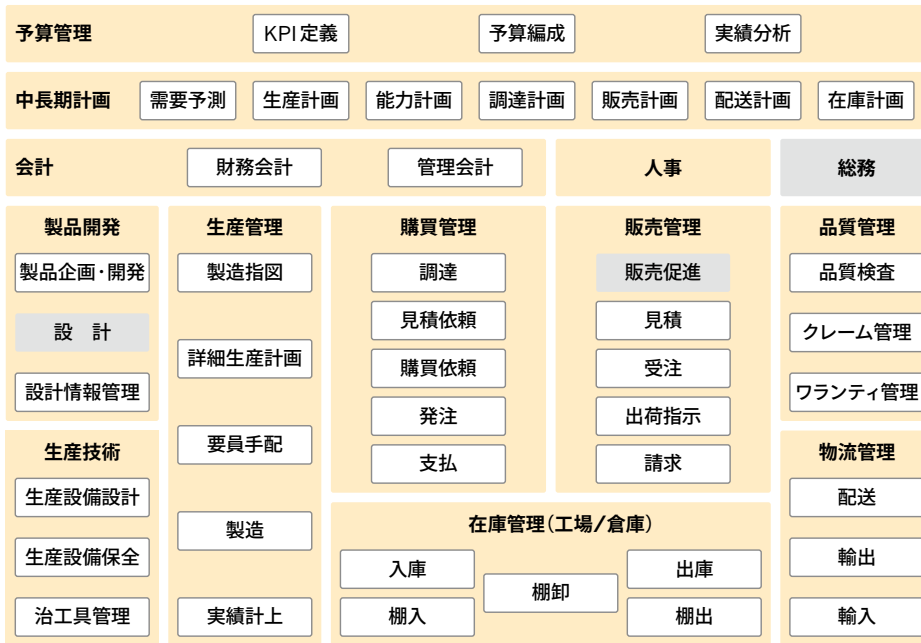 予算管理
KPI定義
予算編成
実績分析
中長期計画
需要予測
生産計画
能力計画
調達計画
販売計画
配送計画
在庫計画
会計
財務会計
管理会計
人事
総務
製品開発
製品企画・開発
設 計
設計情報管理
生産技術
生産設備設計
生産設備保全
治工具管理
生産管理
製造指図
詳細生産計画
要員手配
製造
実績計上
購買管理
調達
見積依頼
購買依頼
発注
支払
販売管理
販売促進
見積
受注
出荷指示
請求
在庫管理(工場/倉庫)
入庫
棚入
棚卸
出庫
棚出
品質管理
品質検査
クレーム管理
ワランティ管理
物流管理
配送
輸出
輸入